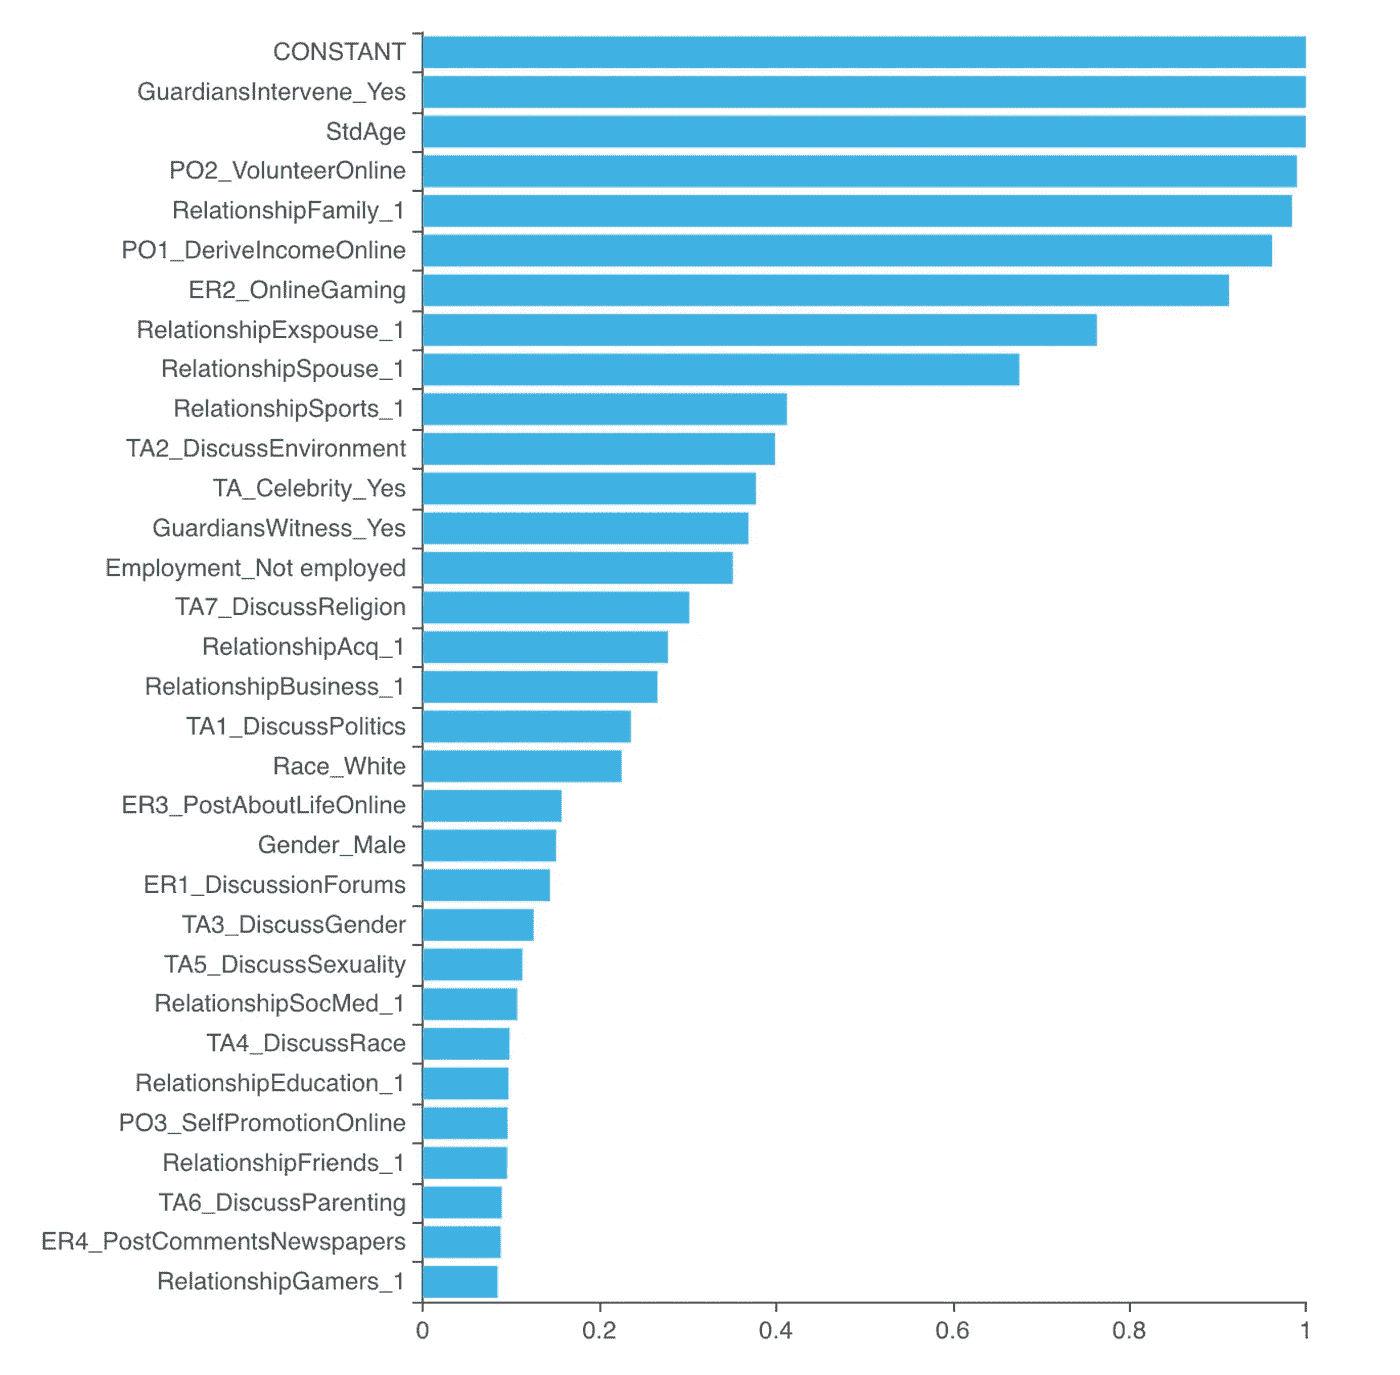 CONSTANT
GuardiansIntervene_Yes
StdAge
PO2_VolunteerOnline
RelationshipFamily_1
PO1_DeriveIncomeOnline
ER2_OnlineGaming
RelationshipExspouse_1
RelationshipSpouse_1
RelationshipSports_1
TA2_DiscussEnvironment
TA_Celebrity_Yes
GuardiansWitness_Yes
Employment_Not employed
TA7_DiscussReligion
RelationshipAcq_1
RelationshipBusiness_1
TA1_DiscussPolitics
Race_White
ER3_PostAboutLifeOnline
Gender_Male
ER1_DiscussionForums
TA3_DiscussGender
TA5_DiscussSexuality
RelationshipSocMed_1
TA4_DiscussRace
RelationshipEducation_1
PO3_SelfPromotionOnline
RelationshipFriends_1
TA6_DiscussParenting
ER4_PostCommentsNewspapers
RelationshipGamers_1
0 0.2 0.4 0.6 0.8 1